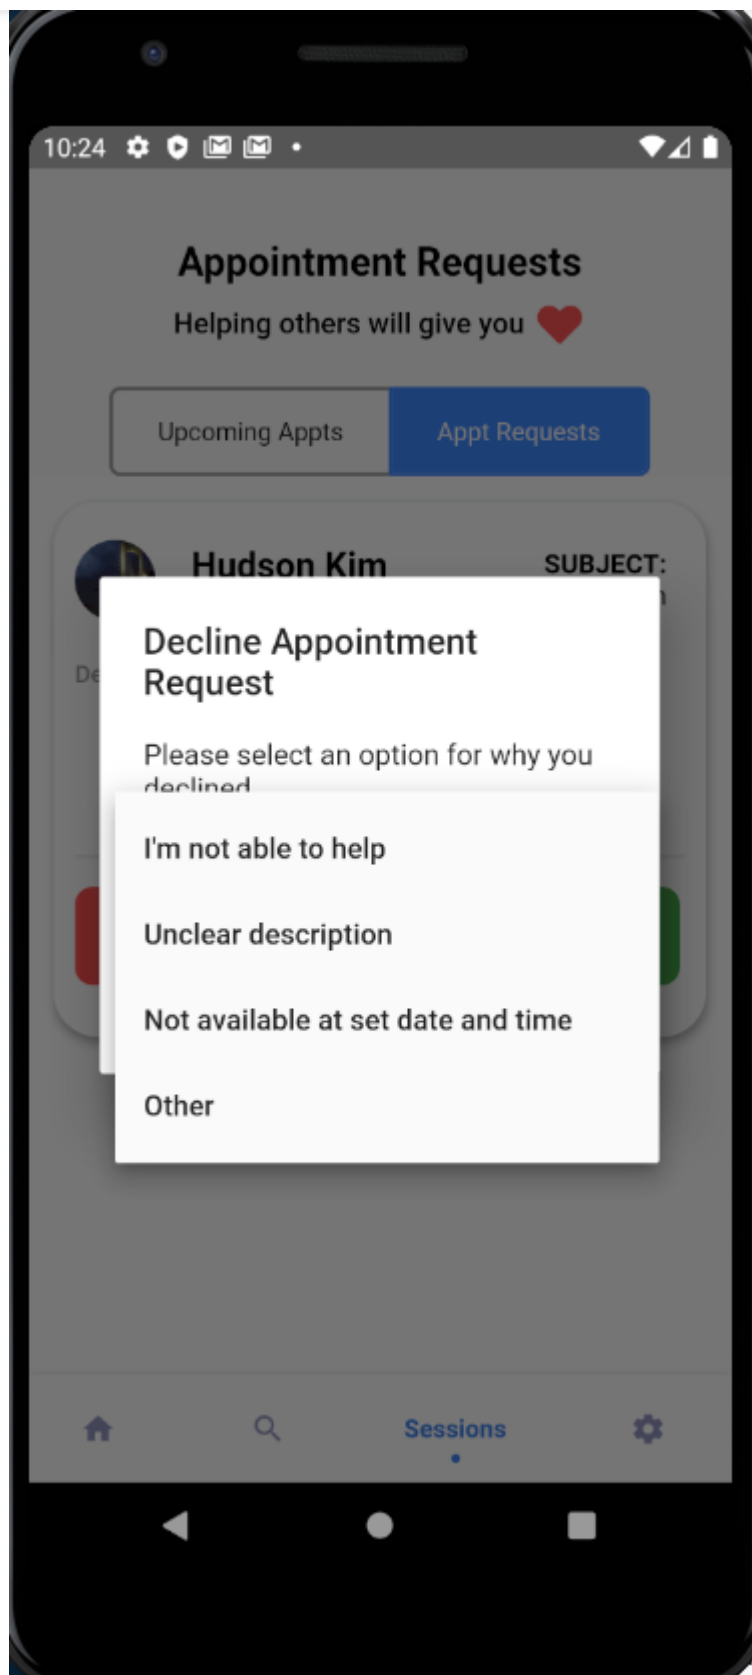 10:24
Appointment Requests
Helping others will give you
Upcoming Appts
Appt Requests
Hudson Kim
SUBJECT:
Decline Appointment
Request
Please select an option for why you
declined
I'm not able to help
Unclear description
Not available at set date and time
Other
Sessions